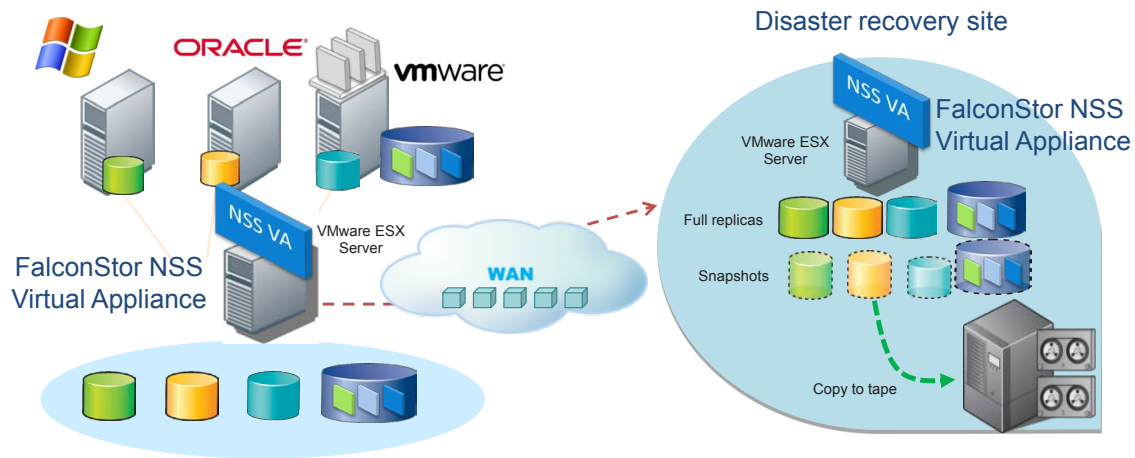 Disaster recovery site
ORACLE®
vmware®
NSS VA
VMware ESX
Server
FalconStor NSS
Virtual Appliance
WAN
NSS VA
FalconStor NSS
Virtual Appliance
VMware ESX
Server
Full replicas
Snapshots
Copy to tape